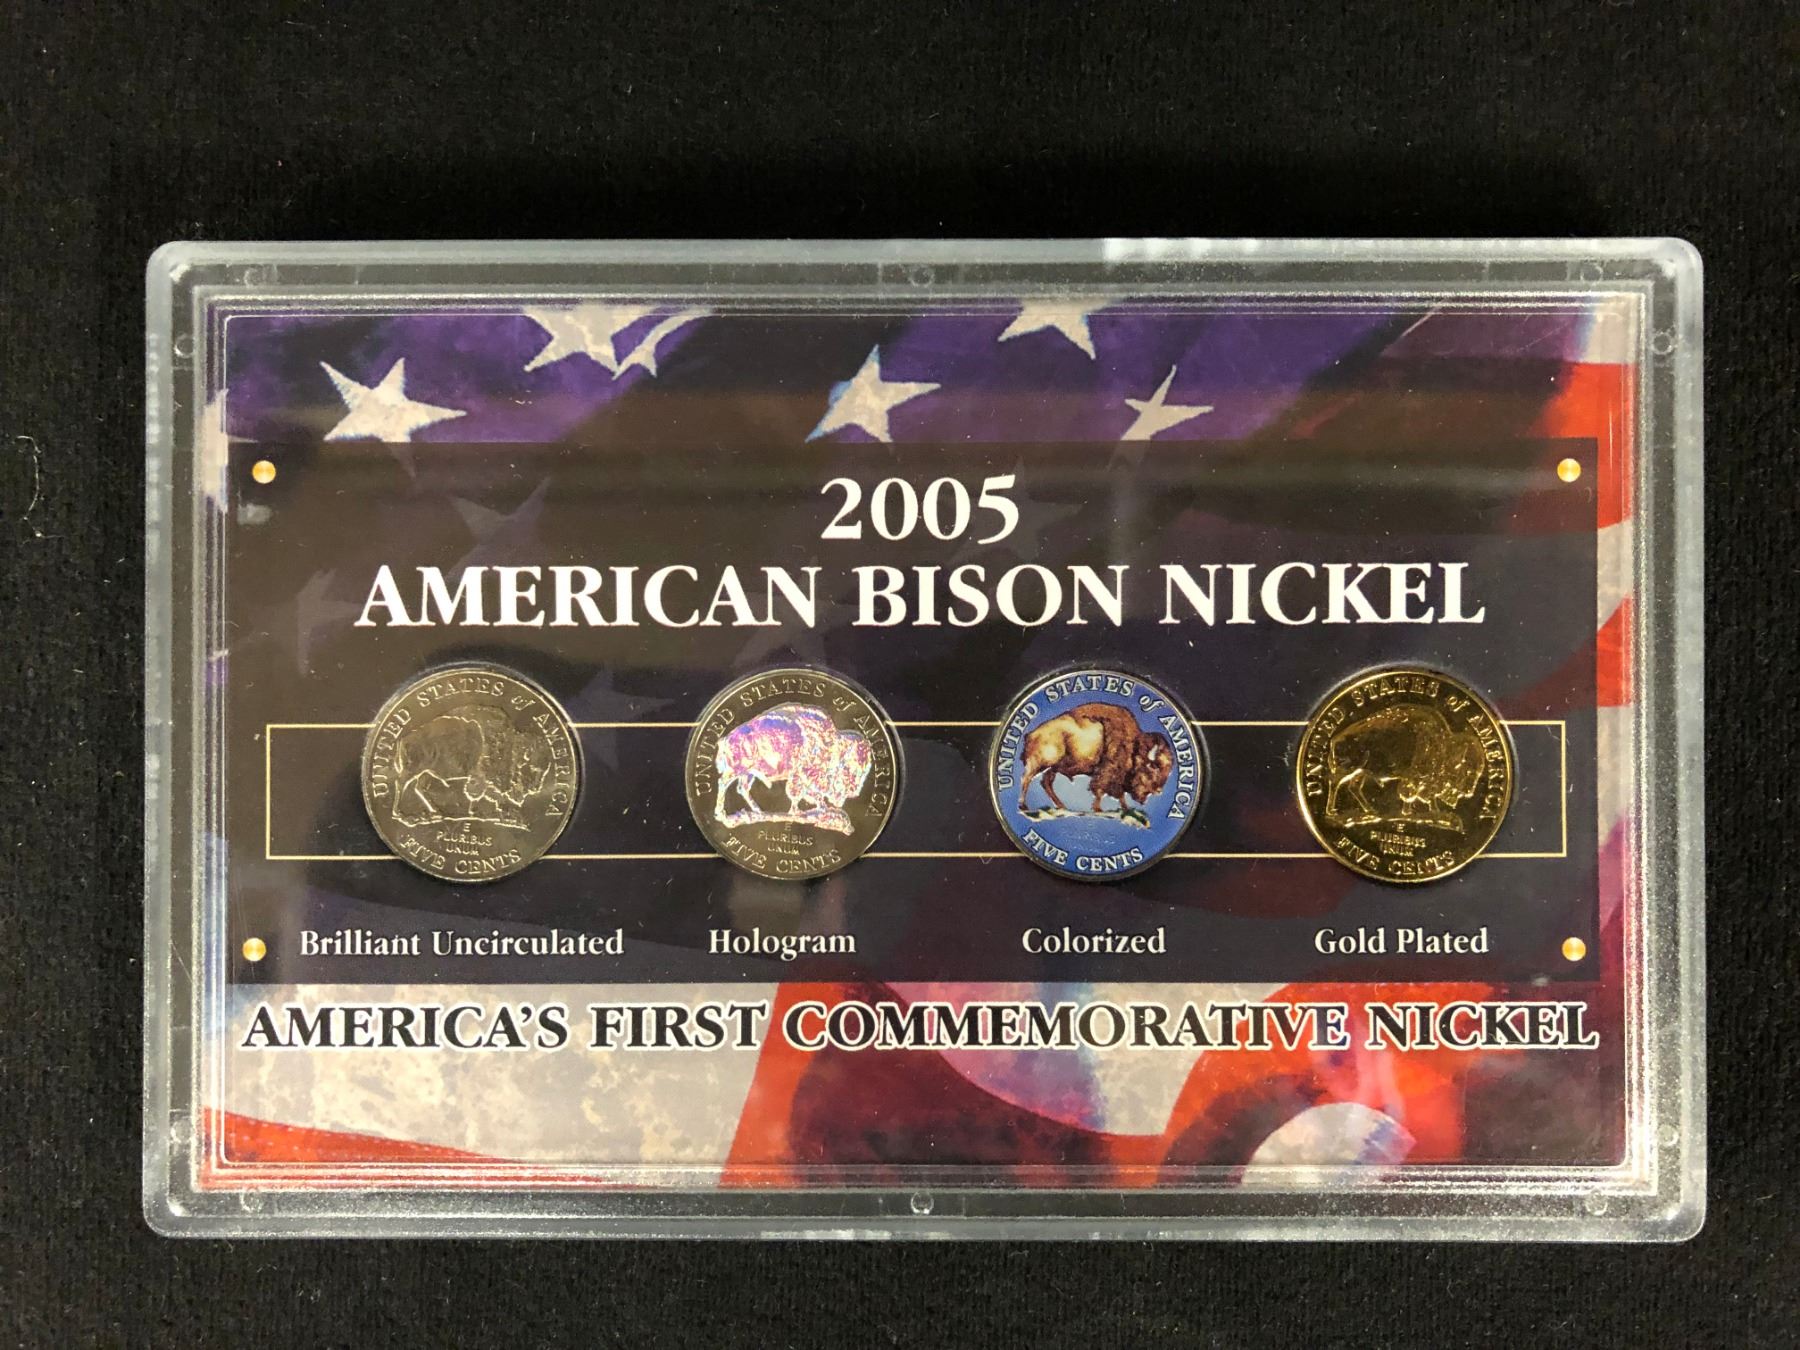 2005
AMERICAN BISON NICKEL
UNITED STATES of AMERICA
E
PLURIBUS
UNUM
FIVE CENTS
UNITED STATES of AMERICA
E
PLURIBUS
UNUM
FIVE CENTS
UNITED STATES of AMERICA
FIVE CENTS
UNITED STATES of AMERICA
E
PLURIBUS
UNUM
FIVE CENTS
Brilliant Uncirculated
Hologram
Colorized
Gold Plated
AMERICA'S FIRST COMMEMORATIVE NICKEL